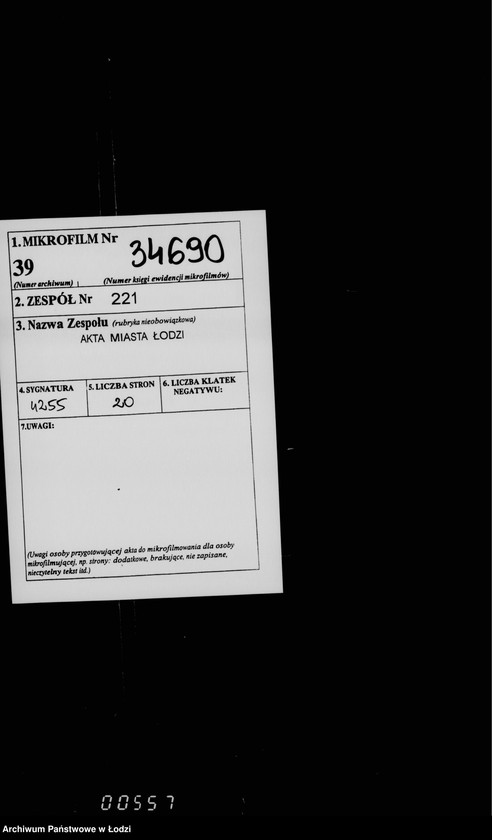 1. MIKROFILM Nr
34690
39
(Numer archiwum) (Numer księgi ewidencji mikrofilmów)
2. ZESPÓŁ Nr 221
3. Nazwa Zespołu (rubryka nieobowiązkowa)
AKTA MIASTA ŁODZI
4. SYGNATURA 5. LICZBA STRON 6. LICZBA KLATEK
NEGATYWU:
4255 20
7.UWAGI:
(Uwagi osoby przygotowującej akta do mikrofilmowania dla osoby
mikrofilmującej, np. strony: dodatkowe, brakujące, nie zapisane,
nieczytelny tekst itd.)
00557
Archiwum Państwowe w Łodzi